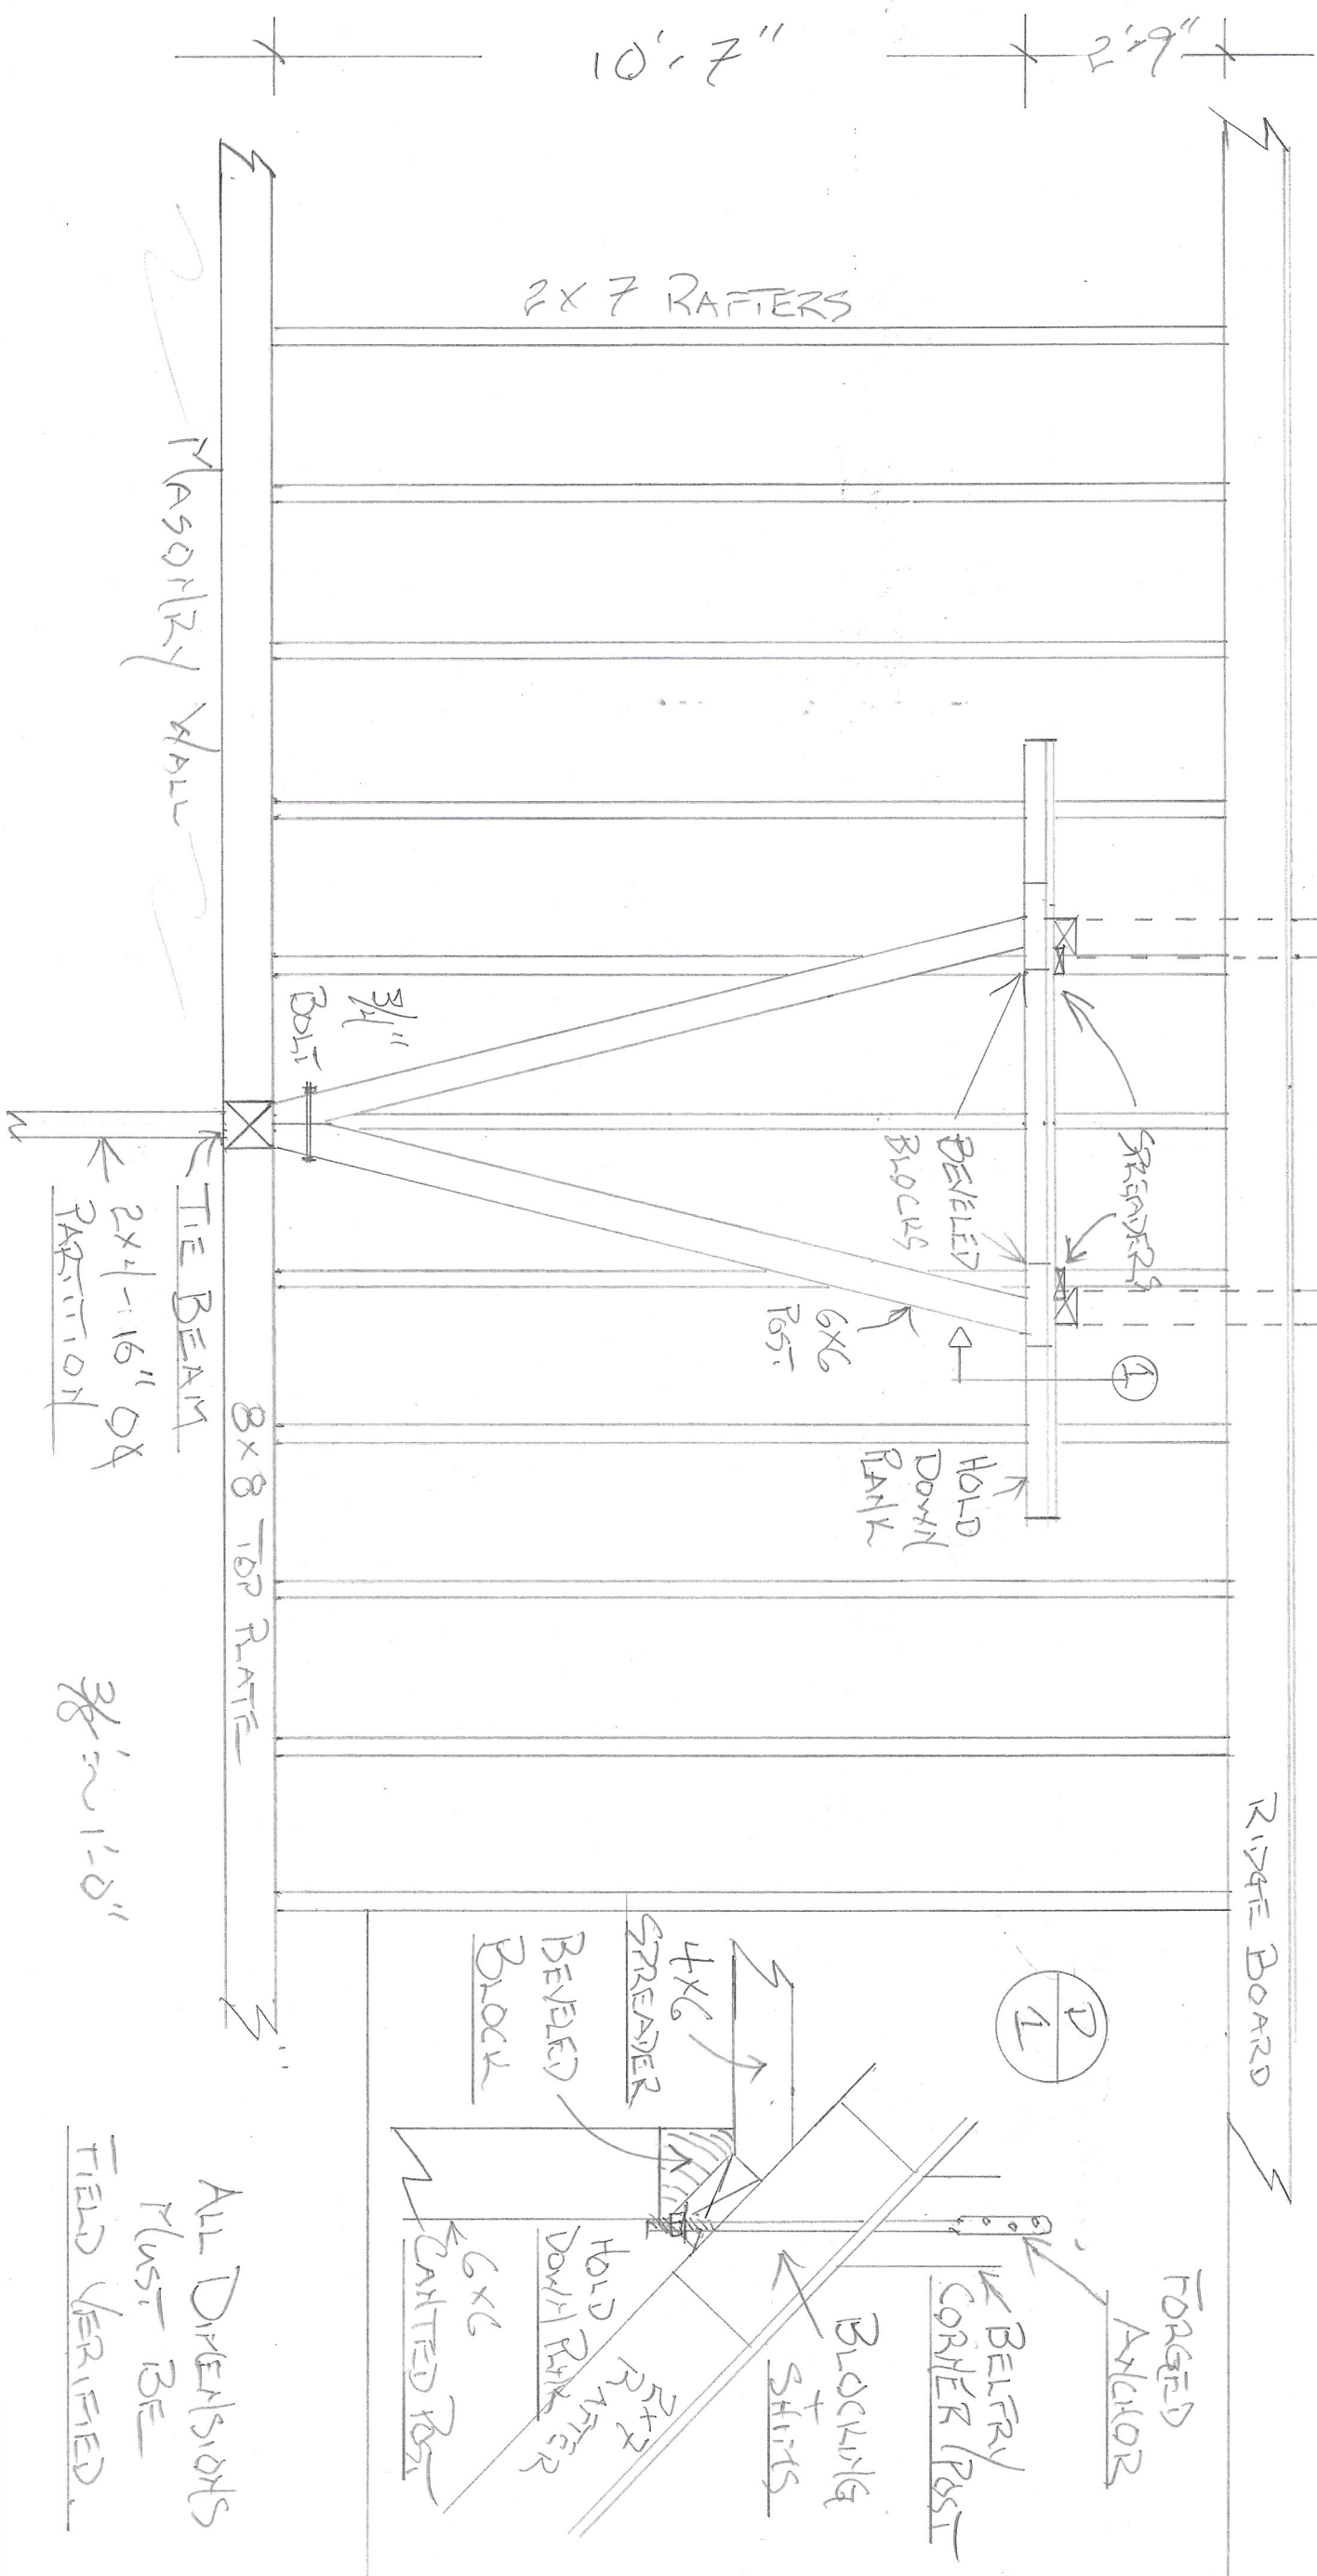 10'-7"
2'-9"
2X7 RAFTERS
MASONRY WALL
3/4"
BOLT
TIE BEAM
2X4-16" OC
PARTITION
8X8 TOP PLATE
BEVELED
BLOCKS
SPREADERS
6X6
POST
1
HOLD
DOWN
PLANK
3/8" ~ 1'-0"
RIDGE BOARD
D
1
4X6
SPREADER
BEVELED
BLOCK
FORGED
ANCHOR
BELFRY
CORNER POST
BLOCKING
+
SHIMS
2X7
RAFTER
HOLD
DOWN PLNK
6X6
CANTED POST
ALL DIMENSIONS
MUST BE
FIELD VERIFIED